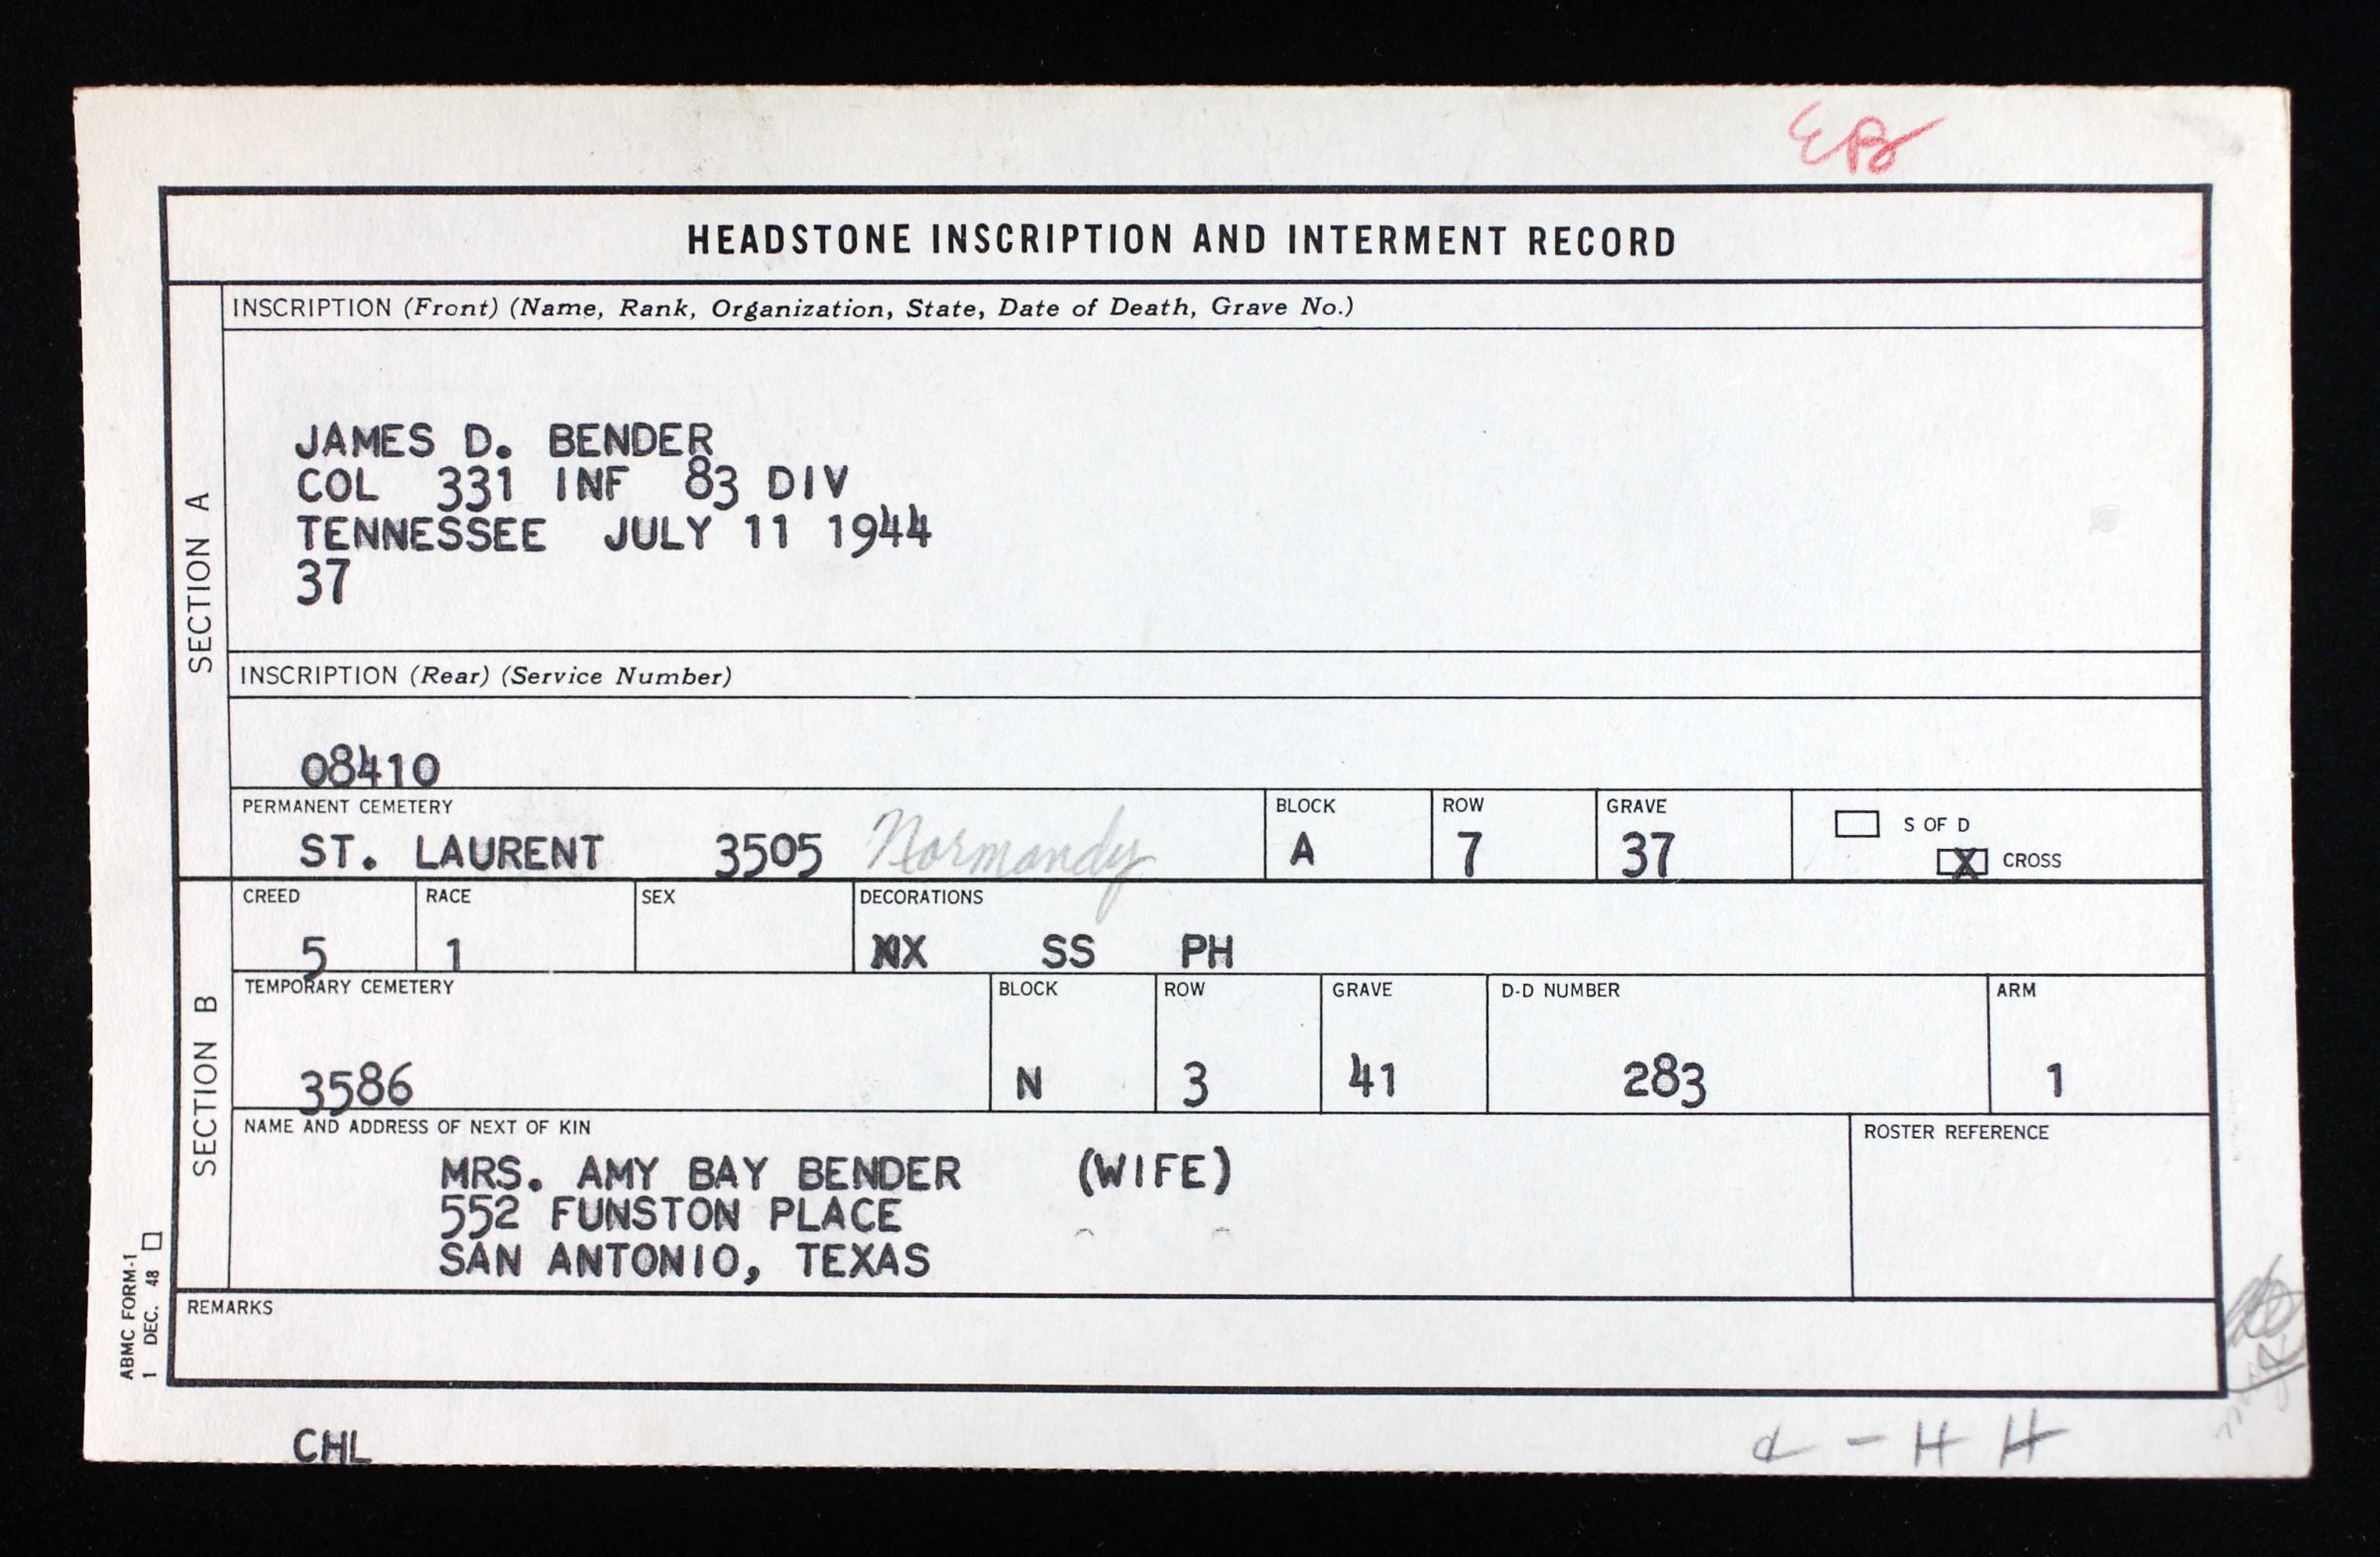 EB
HEADSTONE INSCRIPTION AND INTERMENT RECORD
SECTION A
INSCRIPTION (Front) (Name, Rank, Organization, State, Date of Death, Grave No.)
JAMES D. BENDER
COL 331 INF 83 DIV
TENNESSEE JULY 11 1944
37
INSCRIPTION (Rear) (Service Number)
08410
PERMANENT CEMETERY
ST. LAURENT 3505 Normandy
BLOCK
A
ROW
7
GRAVE
37
S OF D
X CROSS
SECTION B
CREED
5
RACE
1
SEX
DECORATIONS
SS PH
TEMPORARY CEMETERY
3586
BLOCK
N
ROW
3
GRAVE
41
D-D NUMBER
283
ARM
1
NAME AND ADDRESS OF NEXT OF KIN
MRS. AMY BAY BENDER (WIFE)
552 FUNSTON PLACE
SAN ANTONIO, TEXAS
ROSTER REFERENCE
REMARKS
ABMC FORM-1
1 DEC. 48
CHL